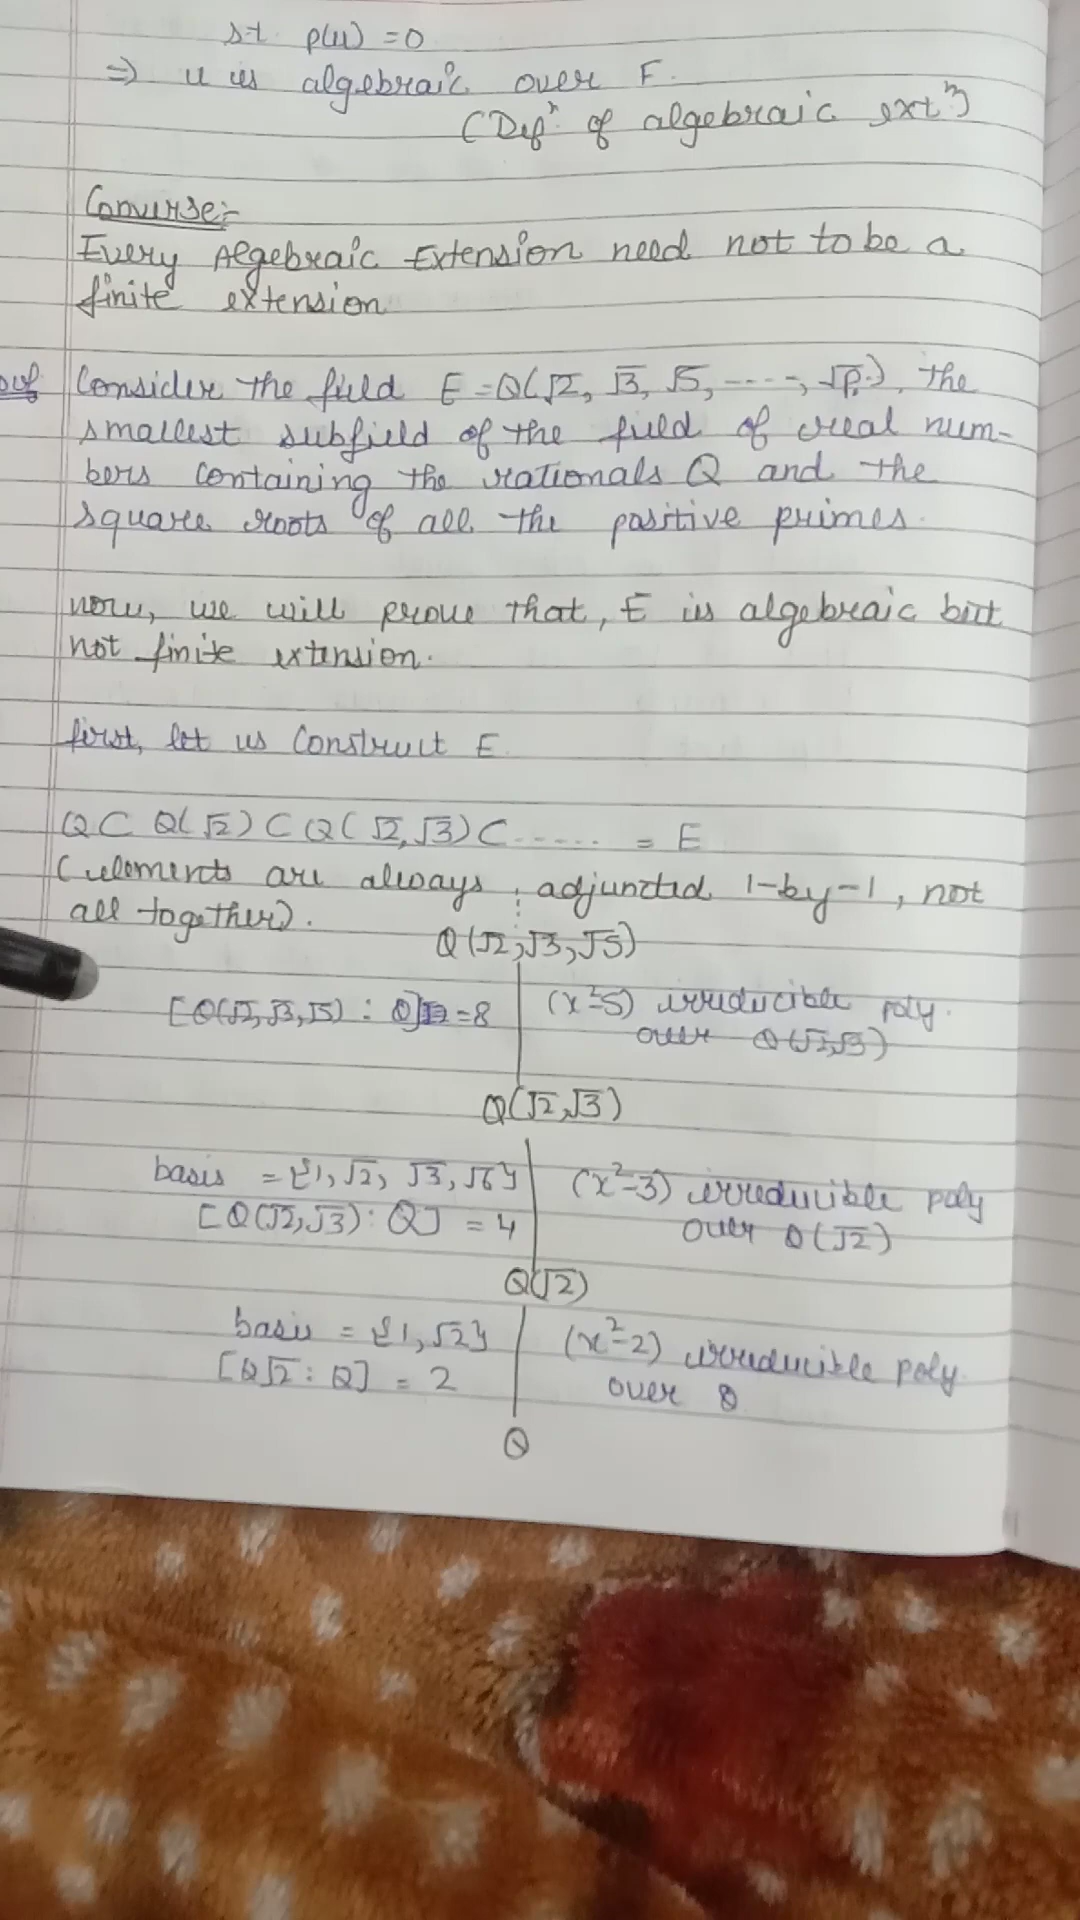 s.t. p(u) = 0
⇒ u is algebraic over F.
(Defⁿ of algebraic extⁿ)
Converse:-
Every Algebraic Extension need not to be a
finite extension
Consider the field E = Q(√2, √3, √5, ----, √p..), the
smallest subfield of the field of real num-
bers containing the rationals Q and the
square roots of all the positive primes.
now, we will prove that, E is algebraic but
not finite extension.
first, let us Construct E.
Q ⊂ Q(√2) ⊂ Q(√2, √3) ⊂ ...... = E
(elements are always adjuncted 1-by-1, not
all together).
Q(√2, √3, √5)
[Q(√2, √3, √5) : Q] = 8 (x²-5) irreducible poly.
over Q(√2, √3)
Q(√2, √3)
basis = {1, √2, √3, √6} (x²-3) irreducible poly
[Q(√2, √3) : Q] = 4 over Q(√2)
Q(√2)
basis = {1, √2} (x²-2) irreducible poly
[Q√2 : Q] = 2 over Q
Q